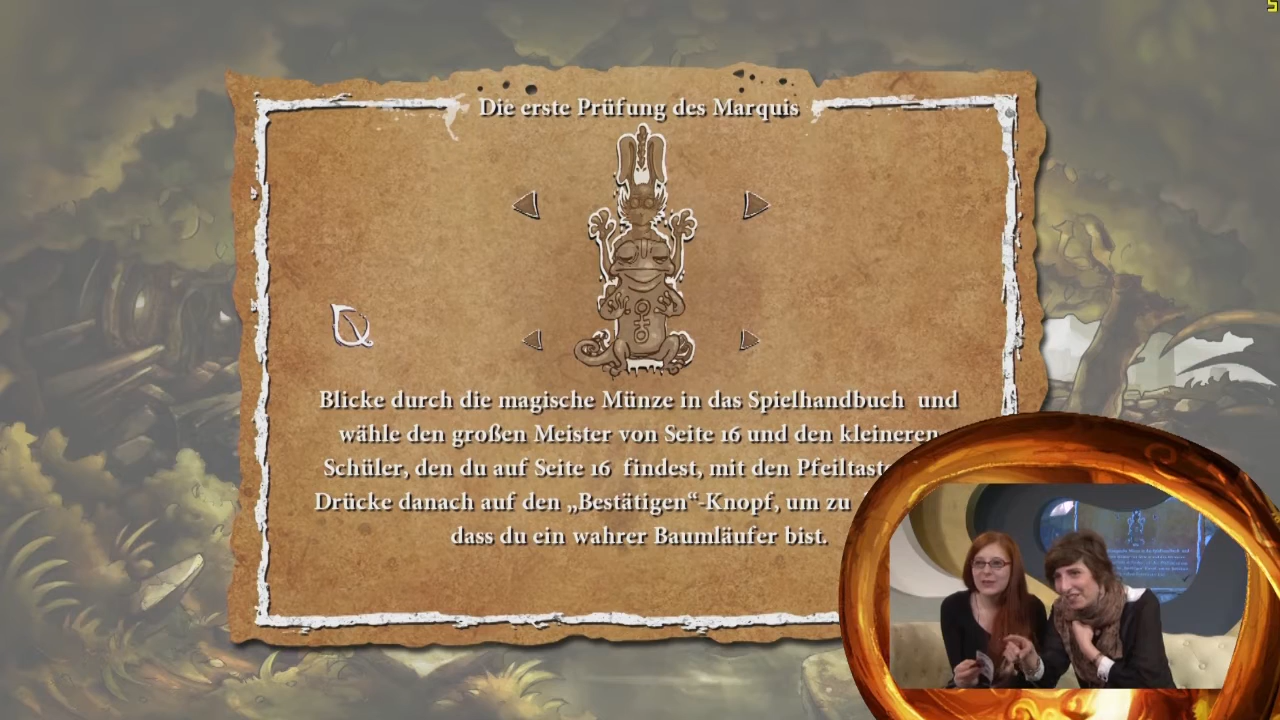 Die erste Prüfung des Marquis
Blicke durch die magische Münze in das Spielhandbuch und
wähle den großen Meister von Seite 16 und den kleineren
Schüler, den du auf Seite 16 findest, mit den Pfeiltast
Drücke danach auf den „Bestätigen“-Knopf, um zu
dass du ein wahrer Baumläufer bist.
5